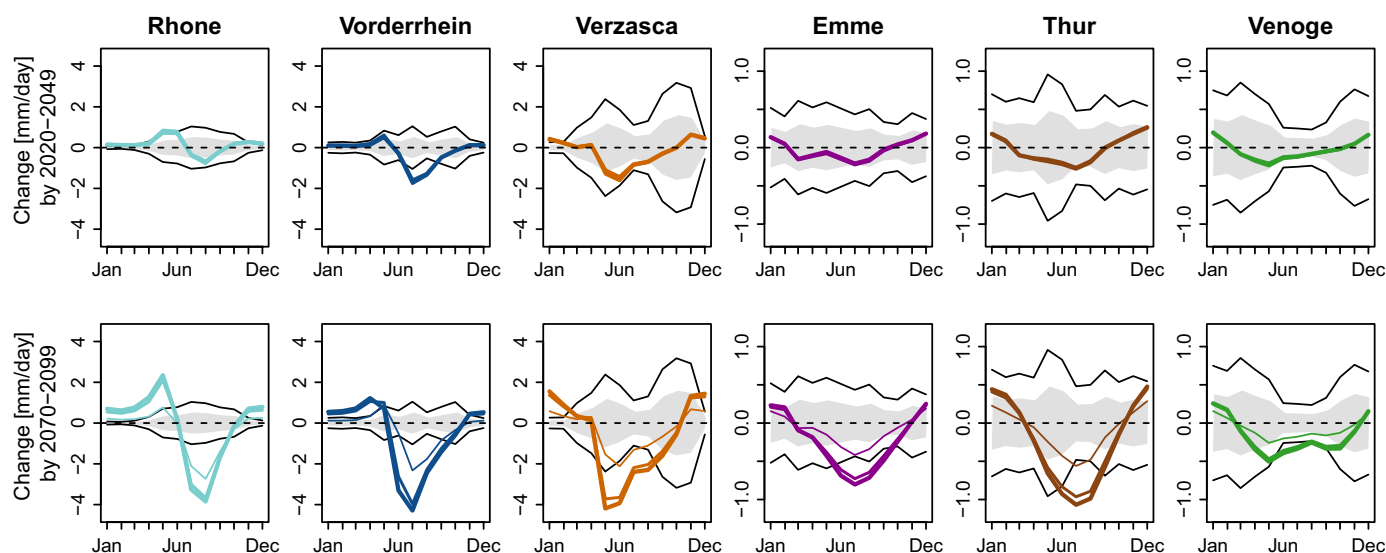 Rhone Vorderrhein Verzasca Emme Thur Venoge
Change [mm/day]
by 2020−2049
4 4 4 1.0 1.0 1.0
2 2 2
0 0 0 0.0 0.0 0.0
−2 −2 −2
−4 −4 −4 −1.0 −1.0 −1.0
Jan Jun Dec Jan Jun Dec Jan Jun Dec Jan Jun Dec Jan Jun Dec Jan Jun Dec
Change [mm/day]
by 2070−2099
4 4 4 1.0 1.0 1.0
2 2 2
0 0 0 0.0 0.0 0.0
−2 −2 −2
−4 −4 −4 −1.0 −1.0 −1.0
Jan Jun Dec Jan Jun Dec Jan Jun Dec Jan Jun Dec Jan Jun Dec Jan Jun Dec